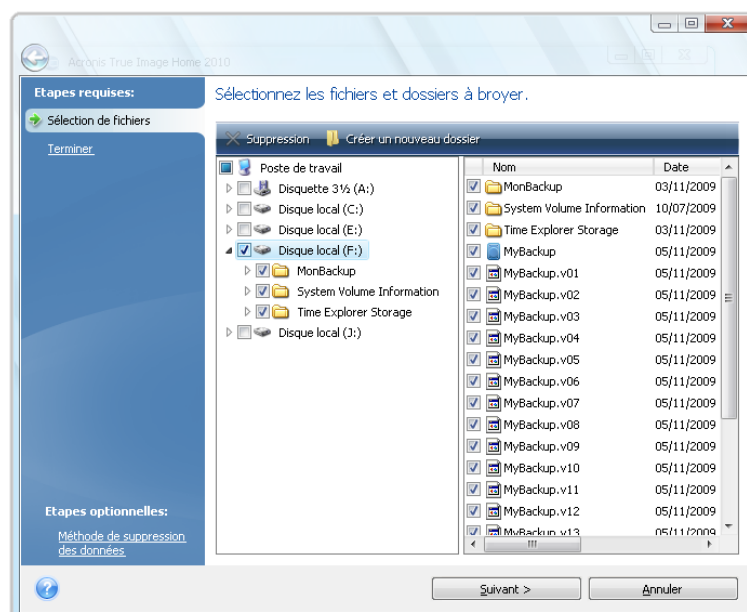 Acronis True Image Home 2010
Etapes requises:
Sélection de fichiers
Terminer
Etapes optionnelles:
Méthode de suppression
des données
Sélectionnez les fichiers et dossiers à broyer.
Suppression Créer un nouveau dossier
Poste de travail
Disquette 3½ (A:)
Disque local (C:)
Disque local (E:)
Disque local (F:)
MonBackup
System Volume Information
Time Explorer Storage
Disque local (J:)
Nom Date
MonBackup 03/11/2009
System Volume Information 10/07/2009
Time Explorer Storage 03/11/2009
MyBackup 05/11/2009
MyBackup.v01 05/11/2009
MyBackup.v02 05/11/2009
MyBackup.v03 05/11/2009
MyBackup.v04 05/11/2009
MyBackup.v05 05/11/2009
MyBackup.v06 05/11/2009
MyBackup.v07 05/11/2009
MyBackup.v08 05/11/2009
MyBackup.v09 05/11/2009
MyBackup.v10 05/11/2009
MyBackup.v11 05/11/2009
MyBackup.v12 05/11/2009
MyBackup.v13 05/11/2009
Suivant > Annuler